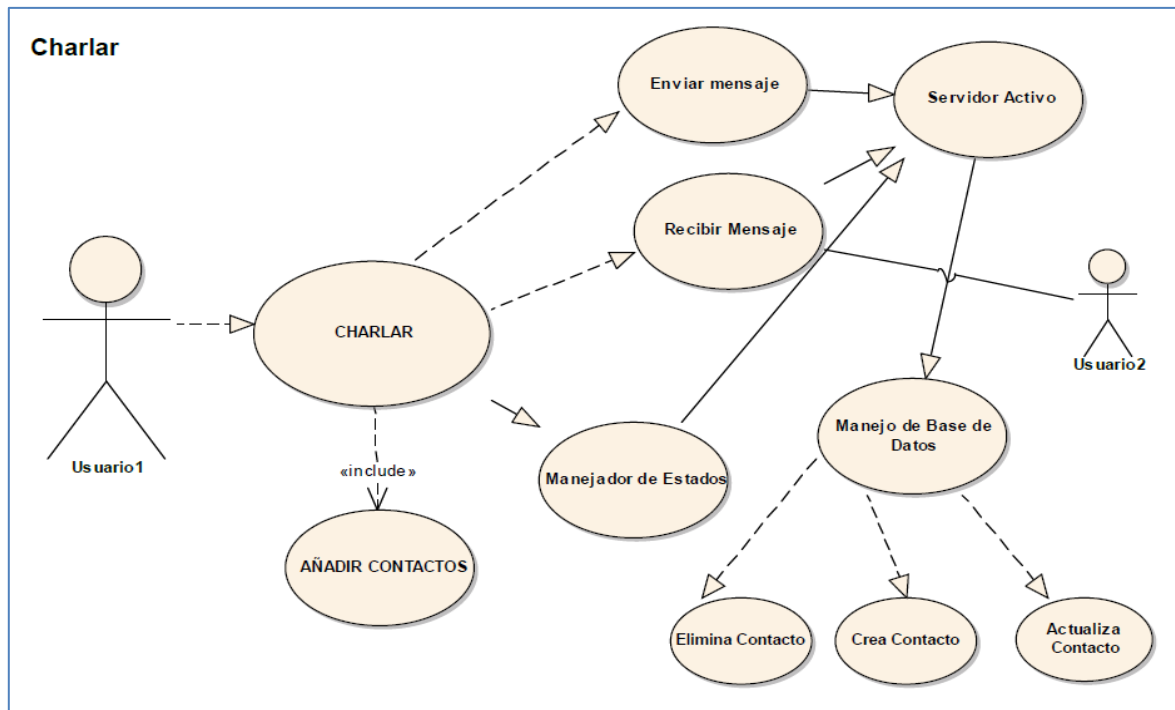 Charlar
Enviar mensaje
Servidor Activo
Recibir Mensaje
CHARLAR
Usuario1
Usuario2
«include»
Manejador de Estados
Manejo de Base de
Datos
AÑADIR CONTACTOS
Elimina Contacto
Crea Contacto
Actualiza
Contacto